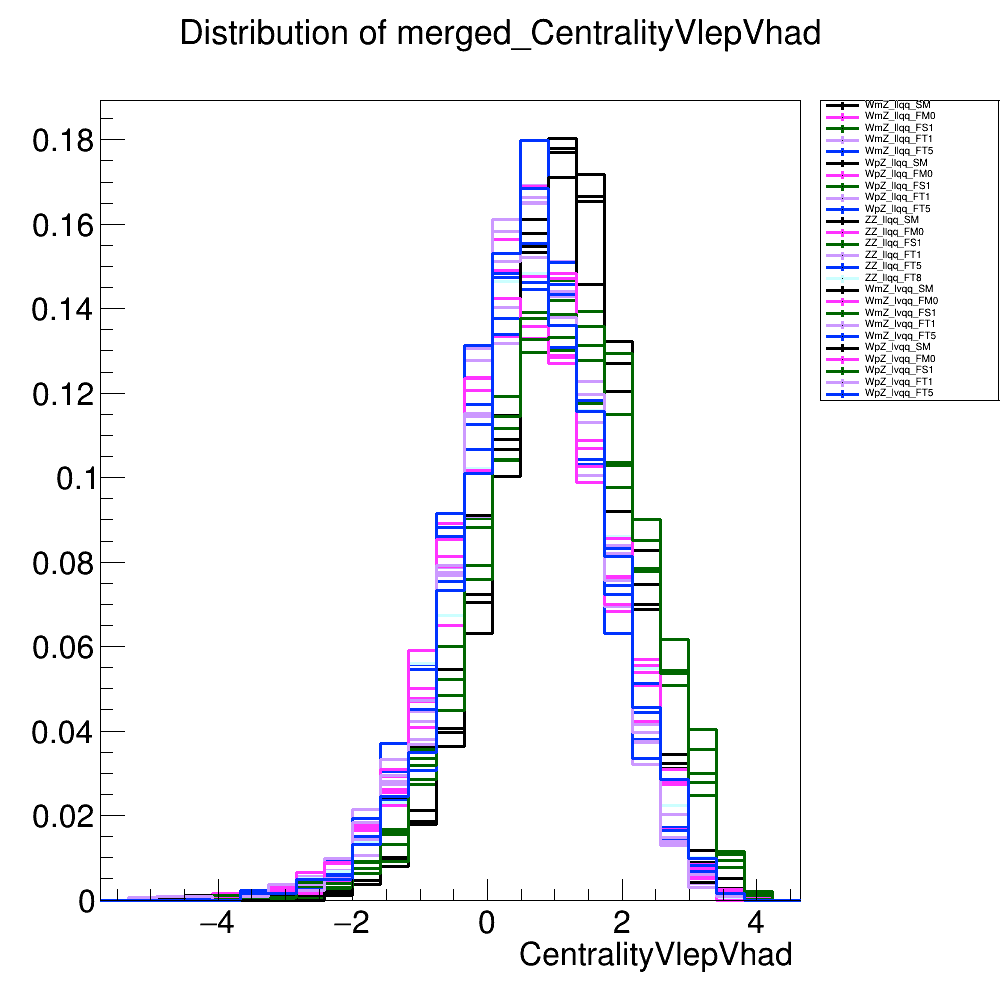 Distribution of merged_CentralityVlepVhad
0.18
0.16
0.14
0.12
0.1
0.08
0.06
0.04
0.02
0
−4
−2
0
2
4
CentralityVlepVhad
WmZ_llqq_SM
WmZ_llqq_FM0
WmZ_llqq_FS1
WmZ_llqq_FT1
WmZ_llqq_FT5
WpZ_llqq_SM
WpZ_llqq_FM0
WpZ_llqq_FS1
WpZ_llqq_FT1
WpZ_llqq_FT5
ZZ_llqq_SM
ZZ_llqq_FM0
ZZ_llqq_FS1
ZZ_llqq_FT1
ZZ_llqq_FT5
ZZ_llqq_FT8
WmZ_lvqq_SM
WmZ_lvqq_FM0
WmZ_lvqq_FS1
WmZ_lvqq_FT1
WmZ_lvqq_FT5
WpZ_lvqq_SM
WpZ_lvqq_FM0
WpZ_lvqq_FS1
WpZ_lvqq_FT1
WpZ_lvqq_FT5